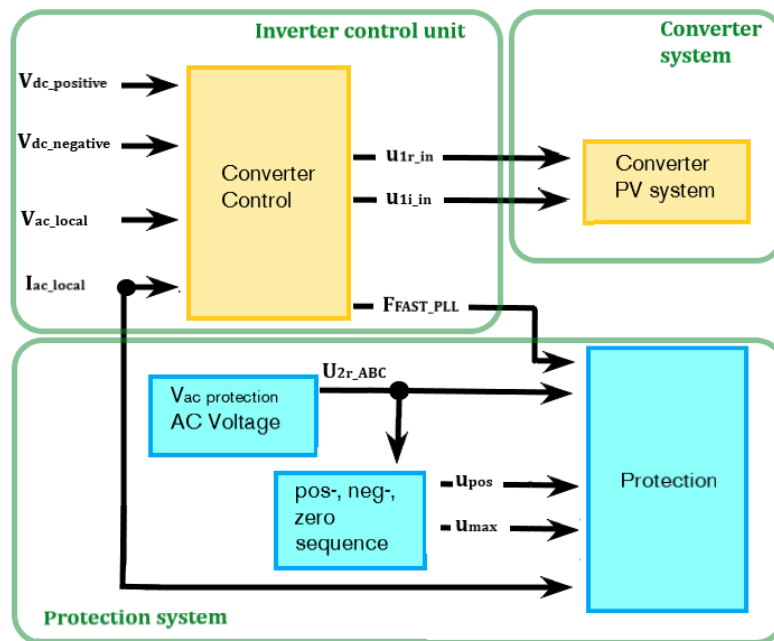 Inverter control unit
Converter
system
Vdc_positive
Vdc_negative
Vac_local
Iac_local
Converter
Control
u1r_in
u1i_in
FFAST_PLL
Converter
PV system
Vac protection
AC Voltage
U2r_ABC
pos-, neg-,
zero
sequence
upos
umax
Protection
Protection system